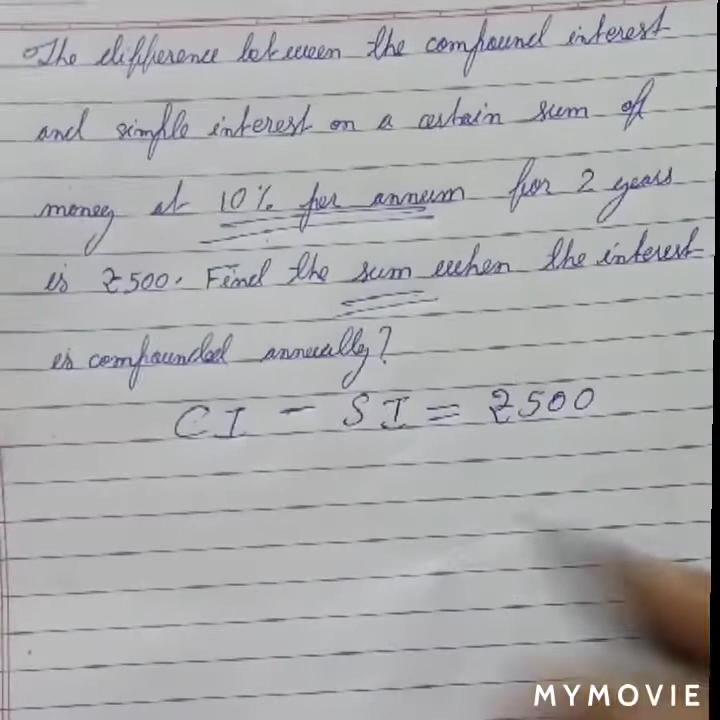 The difference between the compound interest
and simple interest on a certain sum of
money at 10% per annum for 2 years
is ₹500. Find the sum when the interest
is compounded annually?
CI - SI = ₹500
MYMOVIE